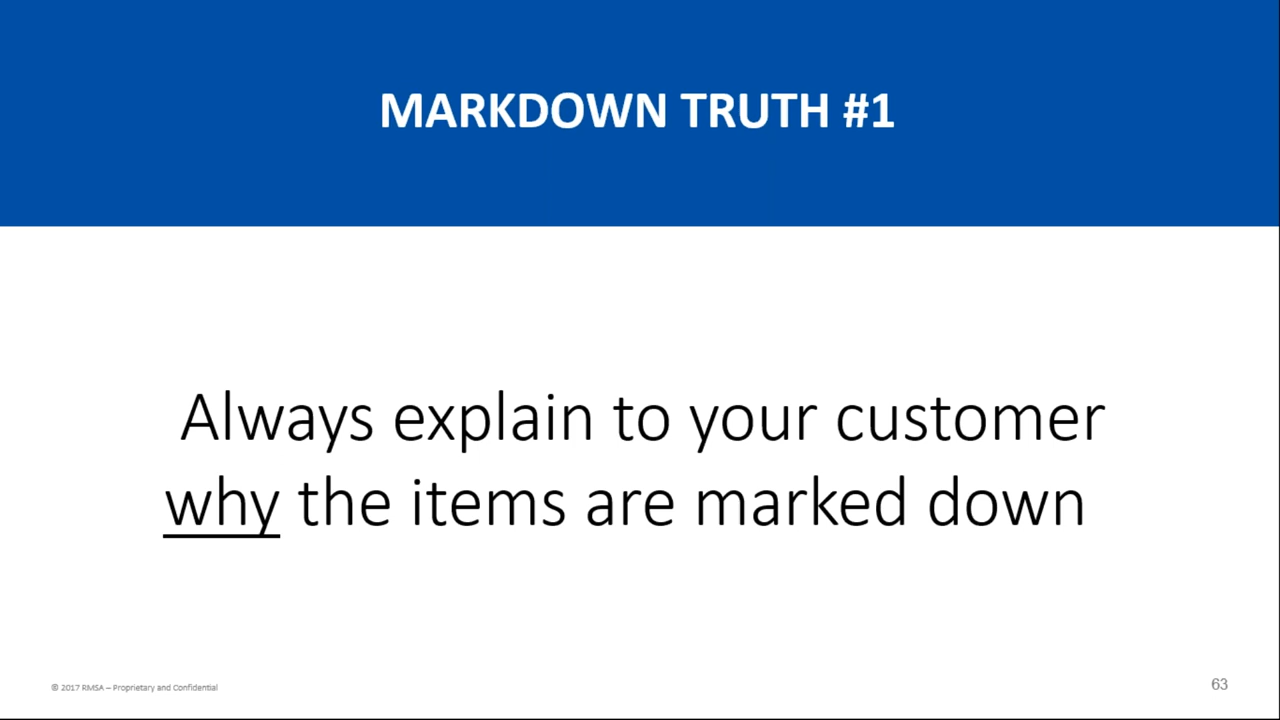 MARKDOWN TRUTH #1
Always explain to your customer
why the items are marked down
© 2017 RMSA – Proprietary and Confidential
63